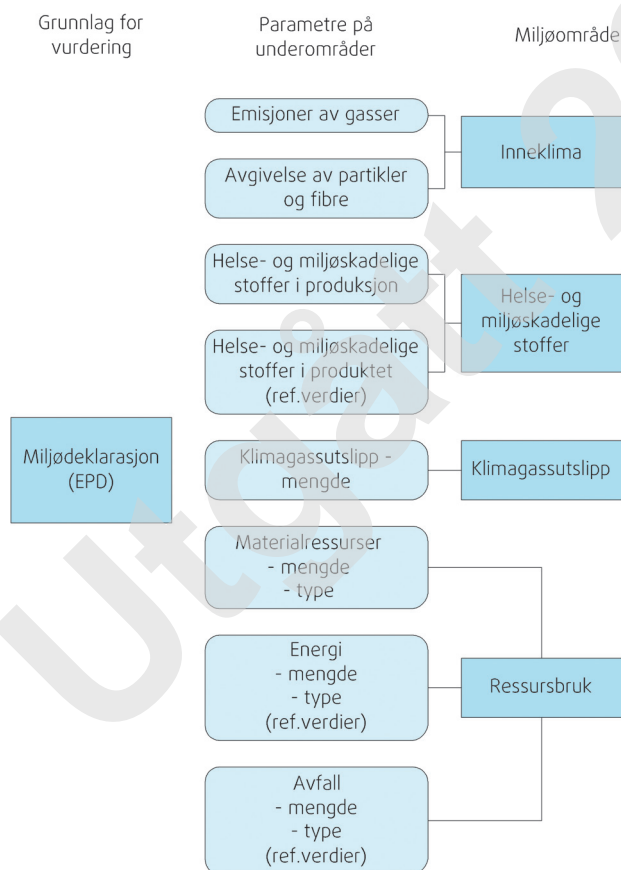 Grunnlag for
vurdering
Parametre på
underområder
Miljøområde
Emisjoner av gasser
Avgivelse av partikler
og fibre
Inneklima
Helse- og miljøskadelige
stoffer i produksjon
Helse- og miljøskadelige
stoffer i produktet
(ref.verdier)
Helse- og
miljøskadelige
stoffer
Miljødeklarasjon
(EPD)
Klimagassutslipp -
mengde
Klimagassutslipp
Materialressurser
- mengde
- type
Energi
- mengde
- type
(ref.verdier)
Ressursbruk
Avfall
- mengde
- type
(ref.verdier)
Utgått